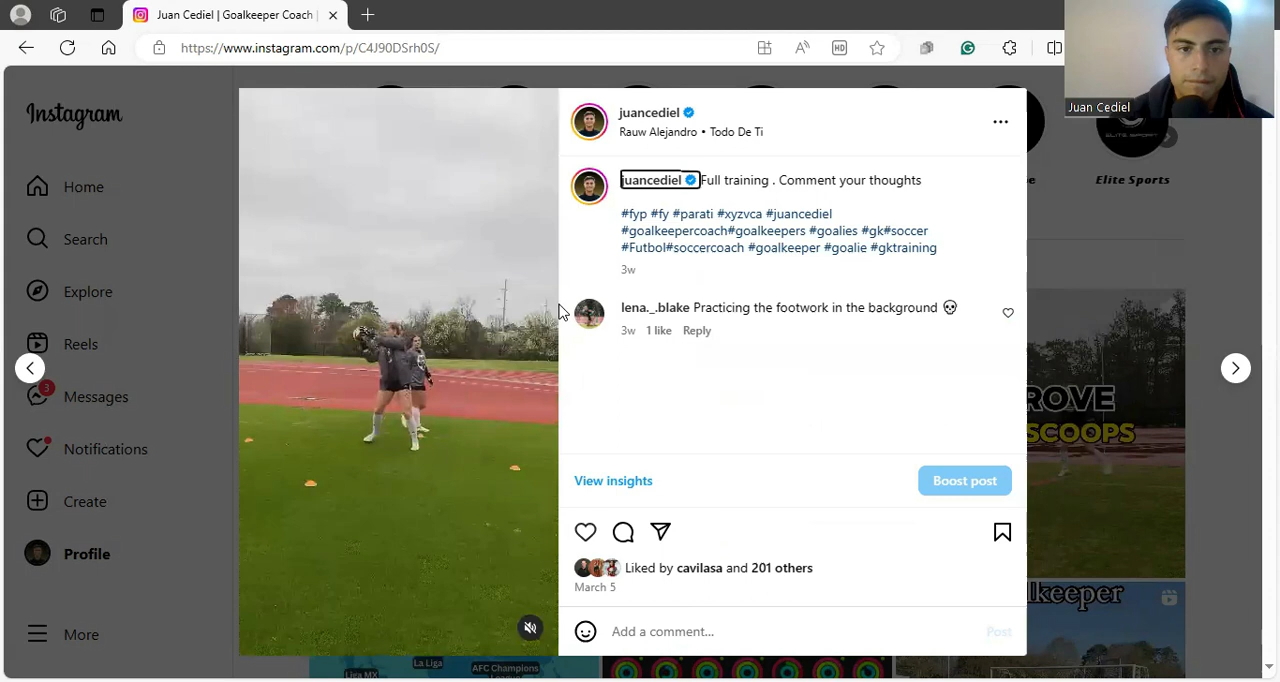 Juan Cediel | Goalkeeper Coach |
https://www.instagram.com/p/C4J90DSrh0S/
HD
Juan Cediel
Instagram
Home
Search
Explore
Reels
3
Messages
Notifications
Create
Profile
More
juancediel
Rauw Alejandro • Todo De Ti
juancediel Full training . Comment your thoughts
#fyp #fy #parati #xyzvca #juancediel
#goalkeepercoach#goalkeepers #goalies #gk#soccer
#Futbol#soccercoach #goalkeeper #goalie #gktraining
3w
lena._.blake Practicing the footwork in the background 💀
3w 1 like Reply
View insights
Boost post
Liked by cavilasa and 201 others
March 5
Add a comment...
Post
Elite Sports
ROVE
SCOOPS
lkeeper
La Liga
AFC Champions
Liga MX